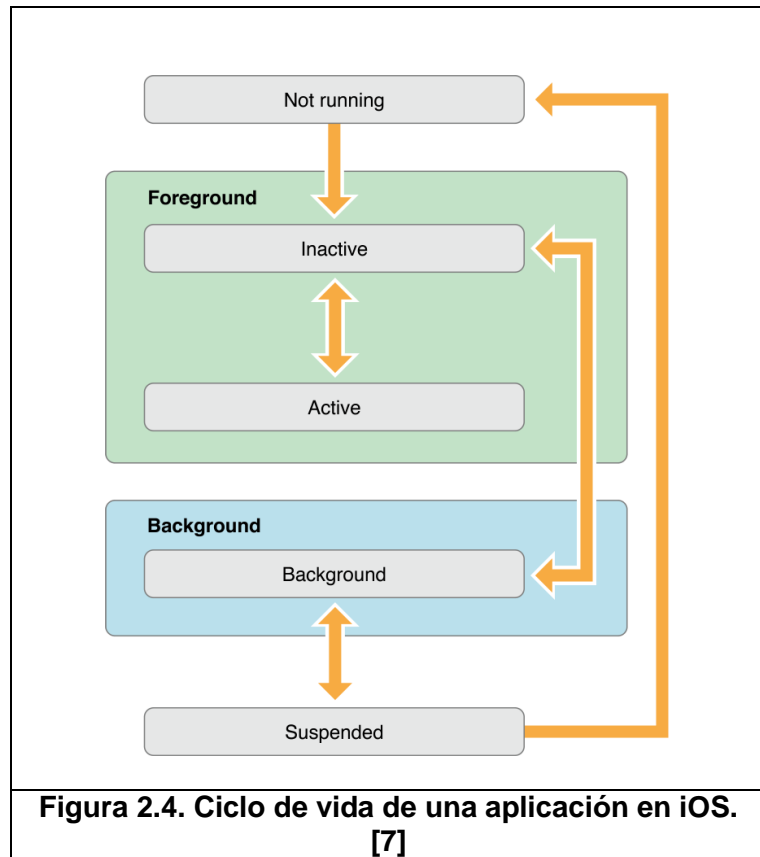 Not running
Foreground
Inactive
Active
Background
Background
Suspended
Figura 2.4. Ciclo de vida de una aplicación en iOS.
[7]